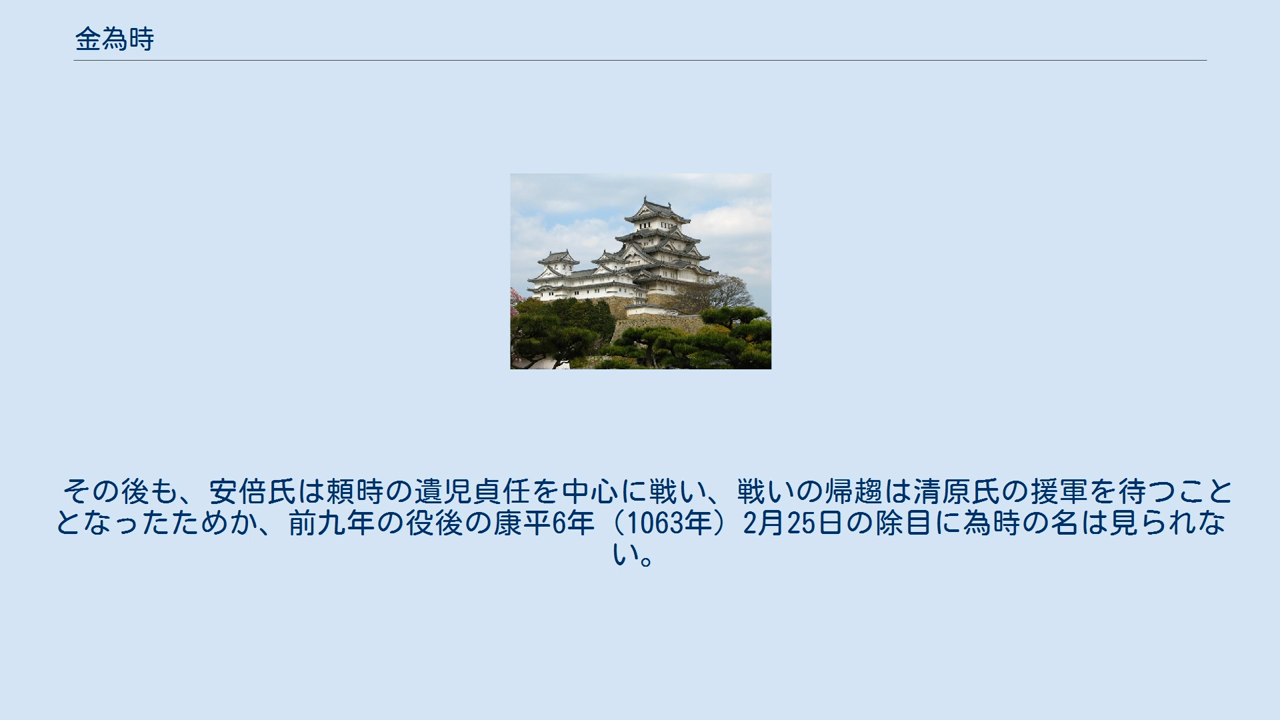 金為時
その後も、安倍氏は頼時の遺児貞任を中心に戦い、戦いの帰趨は清原氏の援軍を待つこと
となったためか、前九年の役後の康平6年（1063年）2月25日の除目に為時の名は見られな
い。